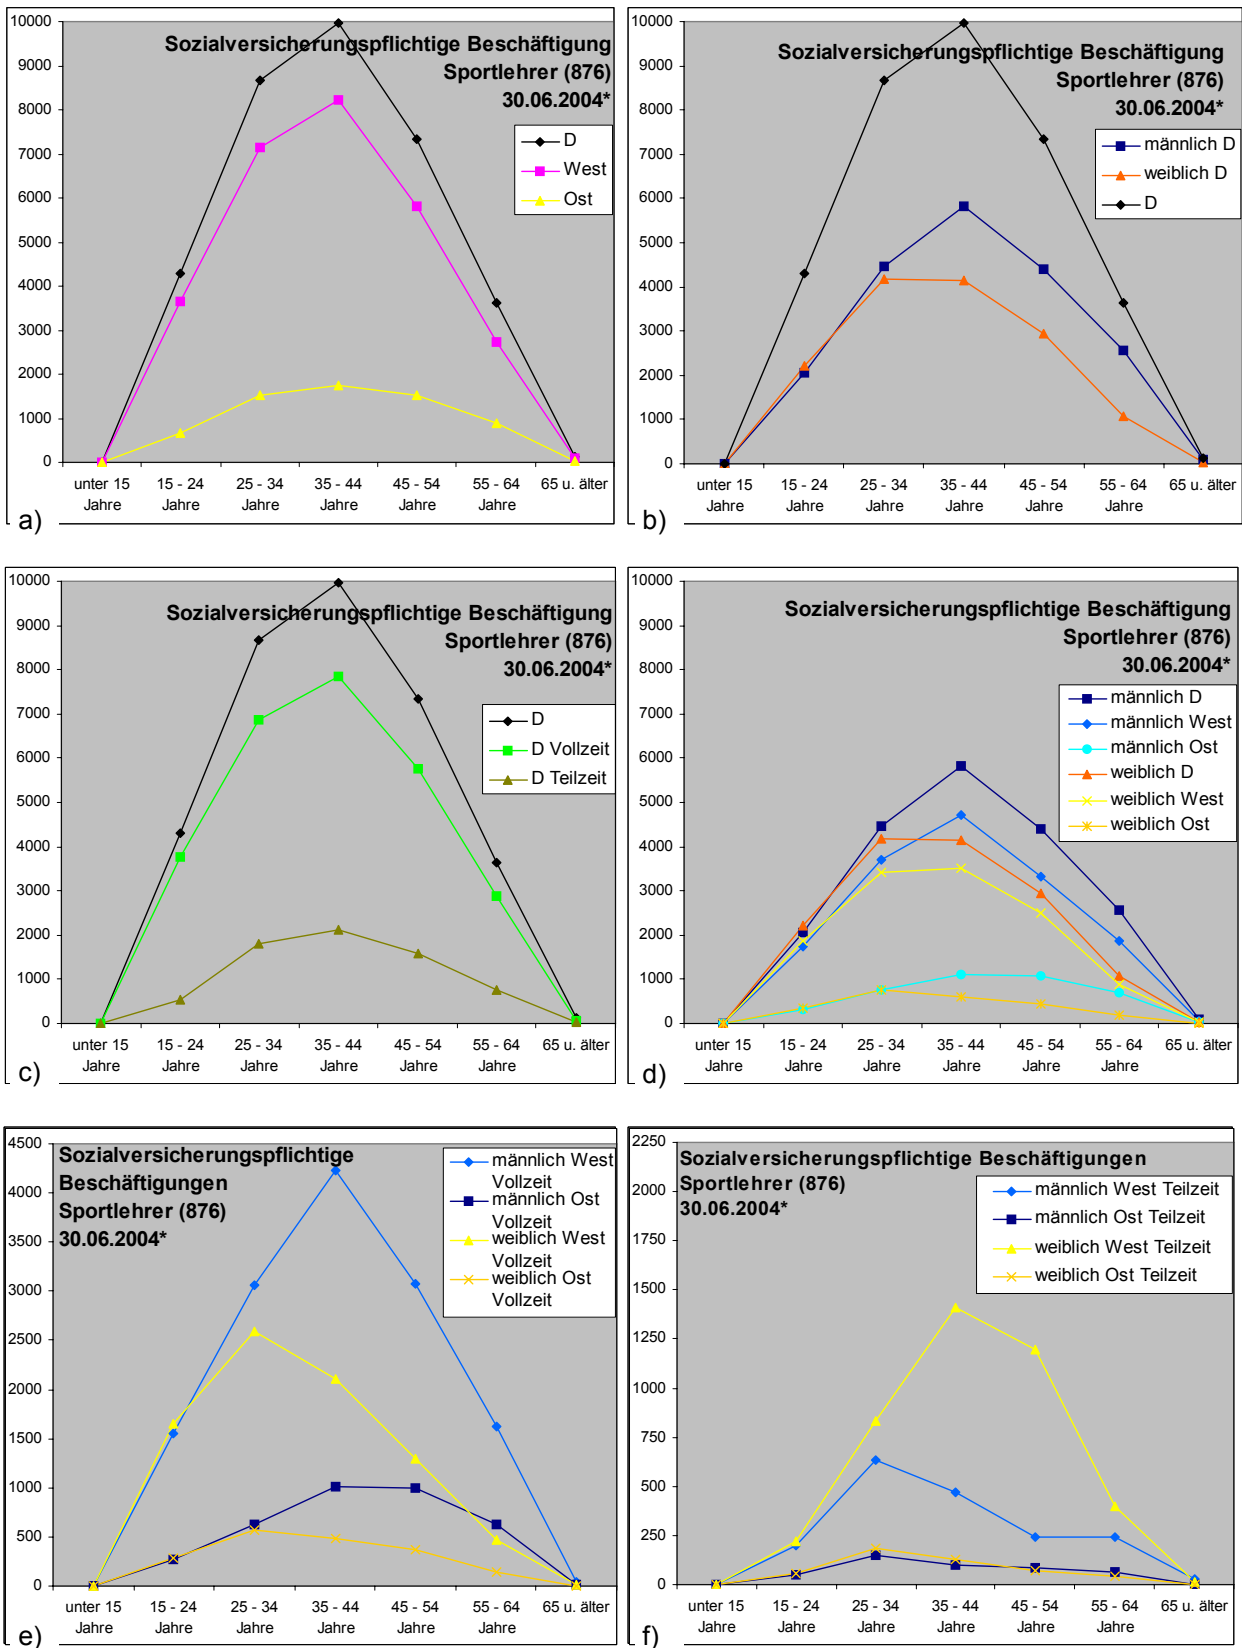 10000
9000
8000
7000
6000
5000
4000
3000
2000
1000
0
Sozialversicherungspflichtige Beschäftigung
Sportlehrer (876)
30.06.2004*
D
West
Ost
unter 15 Jahre
15 - 24 Jahre
25 - 34 Jahre
35 - 44 Jahre
45 - 54 Jahre
55 - 64 Jahre
65 u. älter
a)
10000
9000
8000
7000
6000
5000
4000
3000
2000
1000
0
Sozialversicherungspflichtige Beschäftigung
Sportlehrer (876)
30.06.2004*
männlich D
weiblich D
D
unter 15 Jahre
15 - 24 Jahre
25 - 34 Jahre
35 - 44 Jahre
45 - 54 Jahre
55 - 64 Jahre
65 u. älter
b)
10000
9000
8000
7000
6000
5000
4000
3000
2000
1000
0
Sozialversicherungspflichtige Beschäftigung
Sportlehrer (876)
30.06.2004*
D
D Vollzeit
D Teilzeit
unter 15 Jahre
15 - 24 Jahre
25 - 34 Jahre
35 - 44 Jahre
45 - 54 Jahre
55 - 64 Jahre
65 u. älter
c)
10000
9000
8000
7000
6000
5000
4000
3000
2000
1000
0
Sozialversicherungspflichtige Beschäftigung
Sportlehrer (876)
30.06.2004*
männlich D
männlich West
männlich Ost
weiblich D
weiblich West
weiblich Ost
unter 15 Jahre
15 - 24 Jahre
25 - 34 Jahre
35 - 44 Jahre
45 - 54 Jahre
55 - 64 Jahre
65 u. älter
d)
4500
4000
3500
3000
2500
2000
1500
1000
500
0
Sozialversicherungspflichtige
Beschäftigungen
Sportlehrer (876)
30.06.2004*
männlich West
Vollzeit
männlich Ost
Vollzeit
weiblich West
Vollzeit
weiblich Ost
Vollzeit
unter 15 Jahre
15 - 24 Jahre
25 - 34 Jahre
35 - 44 Jahre
45 - 54 Jahre
55 - 64 Jahre
65 u. älter
e)
2250
2000
1750
1500
1250
1000
750
500
250
0
Sozialversicherungspflichtige Beschäftigungen
Sportlehrer (876)
30.06.2004*
männlich West Teilzeit
männlich Ost Teilzeit
weiblich West Teilzeit
weiblich Ost Teilzeit
unter 15 Jahre
15 - 24 Jahre
25 - 34 Jahre
35 - 44 Jahre
45 - 54 Jahre
55 - 64 Jahre
65 u. älter
f)